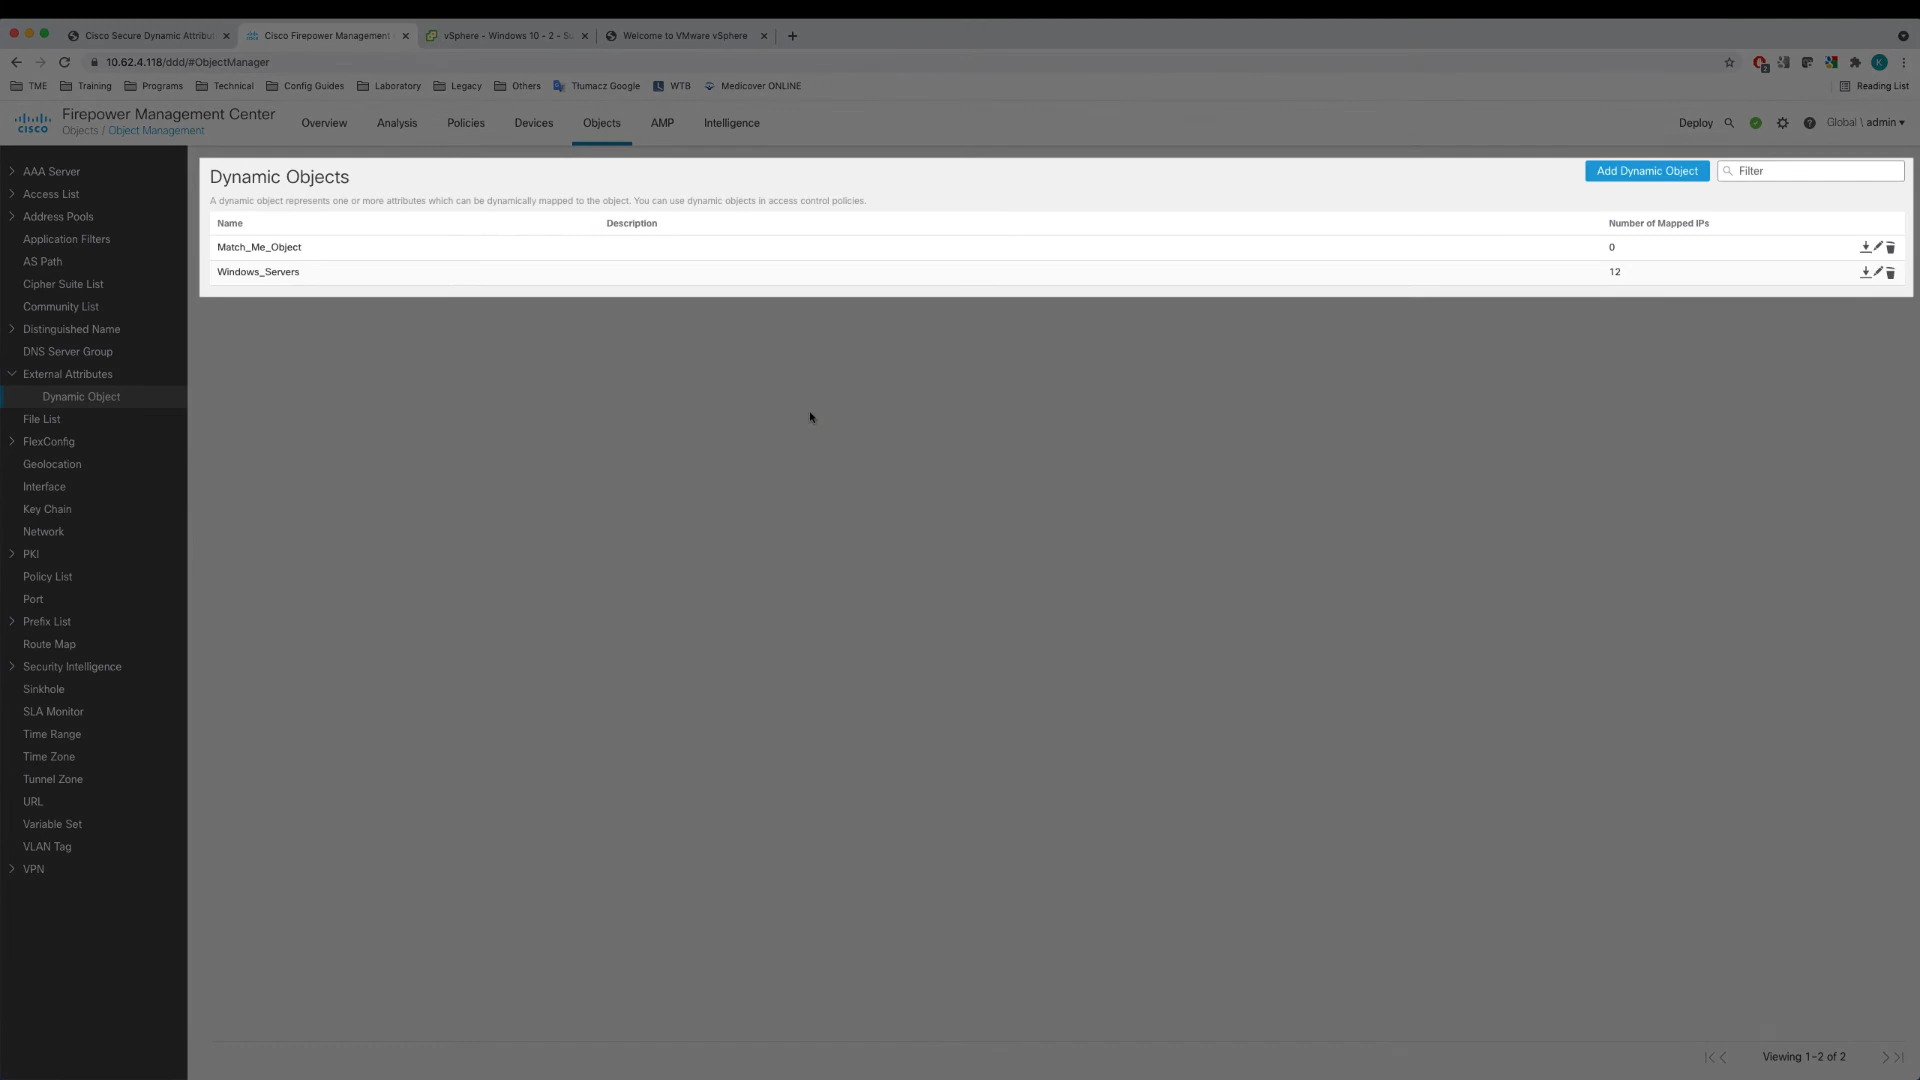 Cisco Secure Dynamic Attribut
Cisco Firepower Management
vSphere - Windows 10 - 2 - Su
Welcome to VMware vSphere
10.62.4.118/ddd/#ObjectManager
2
K
TME
Training
Programs
Technical
Config Guides
Laboratory
Legacy
Others
Tłumacz Google
WTB
Medicover ONLINE
Reading List
cisco
Firepower Management Center
Objects / Object Management
Overview
Analysis
Policies
Devices
Objects
AMP
Intelligence
Deploy
Global \ admin
AAA Server
Access List
Address Pools
Application Filters
AS Path
Cipher Suite List
Community List
Distinguished Name
DNS Server Group
External Attributes
Dynamic Object
File List
FlexConfig
Geolocation
Interface
Key Chain
Network
PKI
Policy List
Port
Prefix List
Route Map
Security Intelligence
Sinkhole
SLA Monitor
Time Range
Time Zone
Tunnel Zone
URL
Variable Set
VLAN Tag
VPN
Dynamic Objects
Add Dynamic Object
Filter
A dynamic object represents one or more attributes which can be dynamically mapped to the object. You can use dynamic objects in access control policies.
Name Description Number of Mapped IPs
Match_Me_Object 0
Windows_Servers 12
Viewing 1-2 of 2